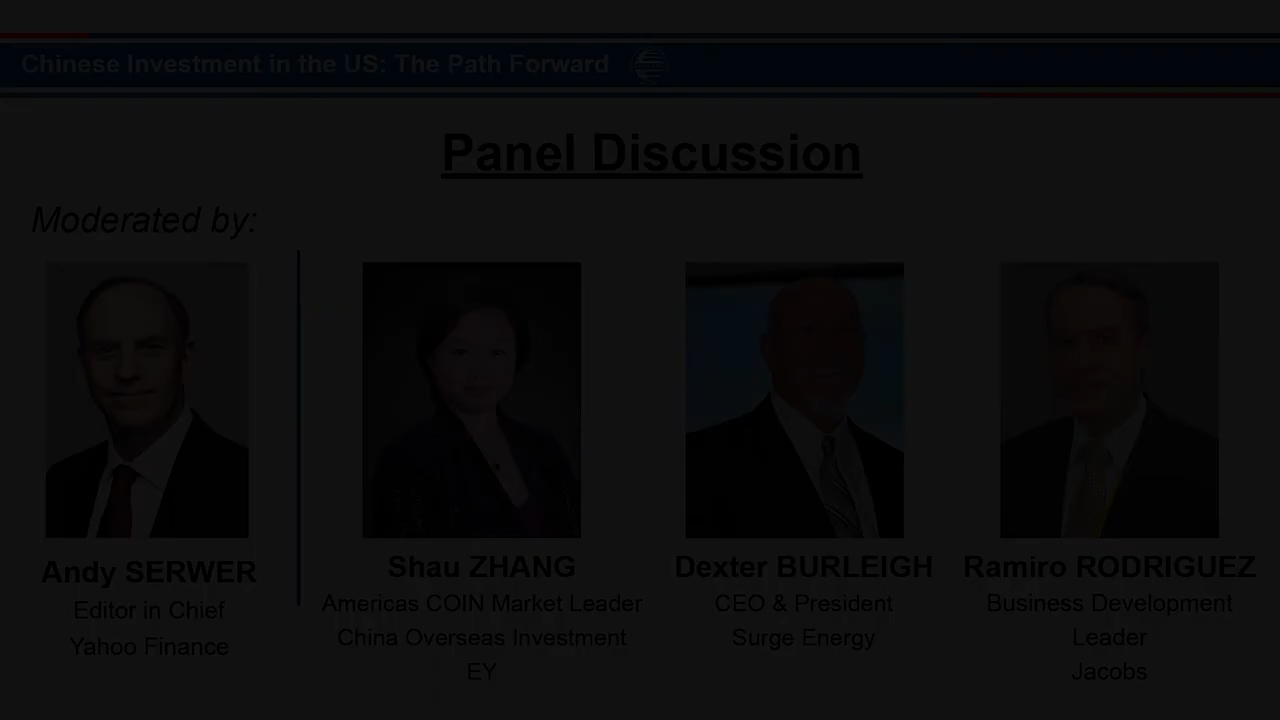 Chinese Investment in the US: The Path Forward
Panel Discussion
Moderated by:
Andy SERWER
Editor in Chief
Yahoo Finance
Shau ZHANG
Americas COIN Market Leader
China Overseas Investment
EY
Dexter BURLEIGH
CEO & President
Surge Energy
Ramiro RODRIGUEZ
Business Development
Leader
Jacobs